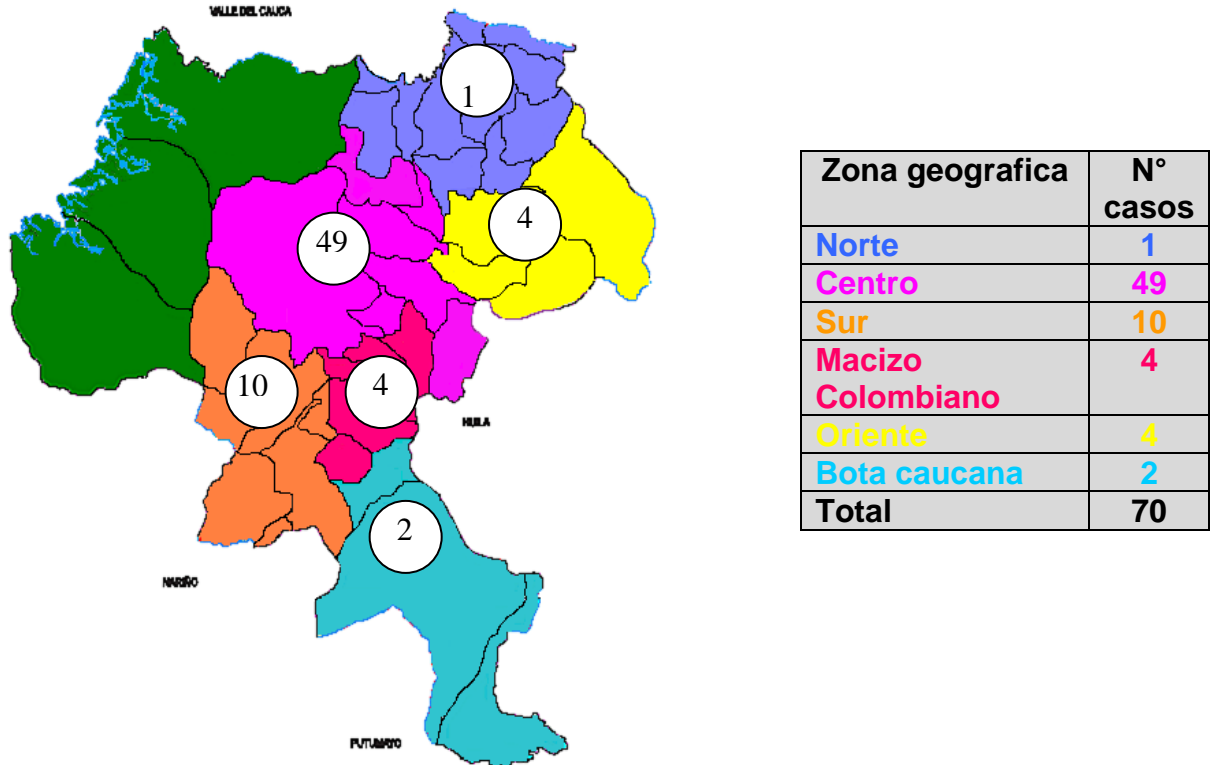 VALLE DEL CAUCA
1
4
49
10
4
HUILA
2
NARIÑO
PUTUMAYO
Zona geografica N°
casos
Norte 1
Centro 49
Sur 10
Macizo 4
Colombiano
Oriente 4
Bota caucana 2
Total 70